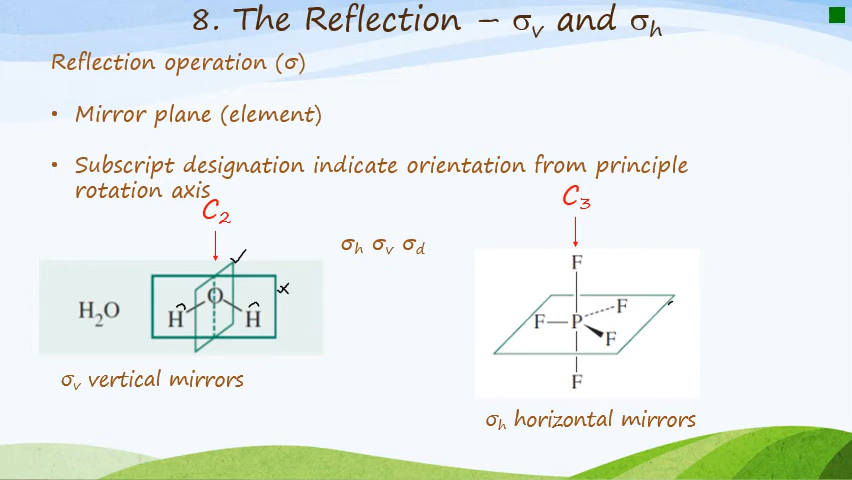 8. The Reflection – σv and σh
Reflection operation (σ)
• Mirror plane (element)
• Subscript designation indicate orientation from principle
rotation axis
C2
C3
σh σv σd
H2O
O
H
H
F
F
F—P
F
F
σv vertical mirrors
σh horizontal mirrors